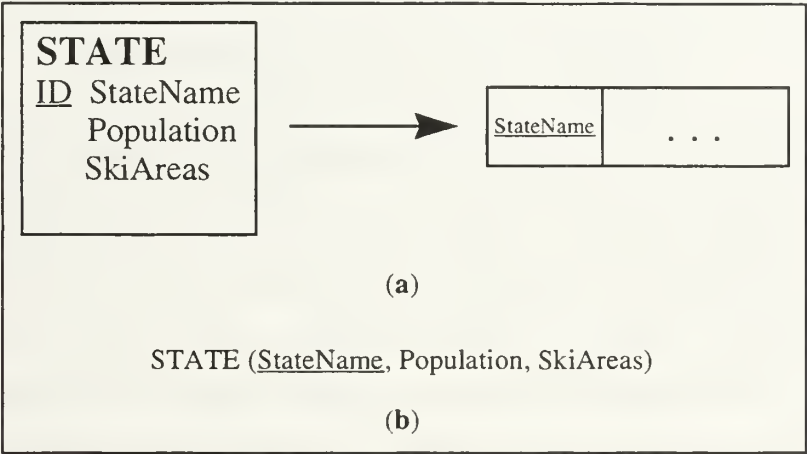 STATE
ID StateName
Population
SkiAreas
StateName
. . .
(a)
STATE (StateName, Population, SkiAreas)
(b)